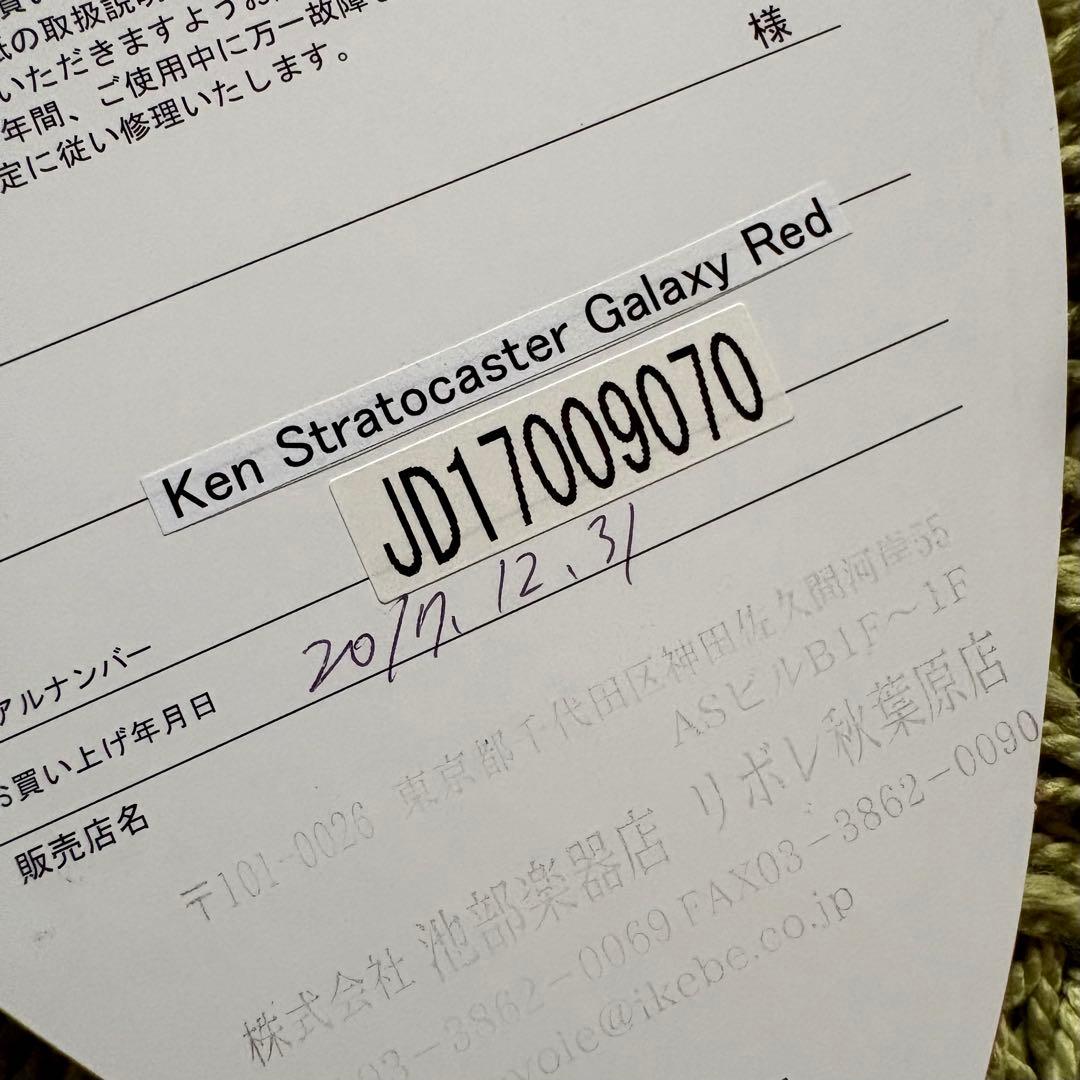 紙の取扱説明
いただきますようお
年間、ご使用中に万一故障
定に従い修理いたします。
様
Ken Stratocaster Galaxy Red
JD17009070
アルナンバー
2017.12.31
お買い上げ年月日
販売店名
〒101-0026 東京都千代田区神田佐久間河岸55
ASビルB1F〜1F
株式会社 池部楽器店 リボレ秋葉原店
03-3862-0069 FAX03-3862-0090
voie@ikebe.co.jp